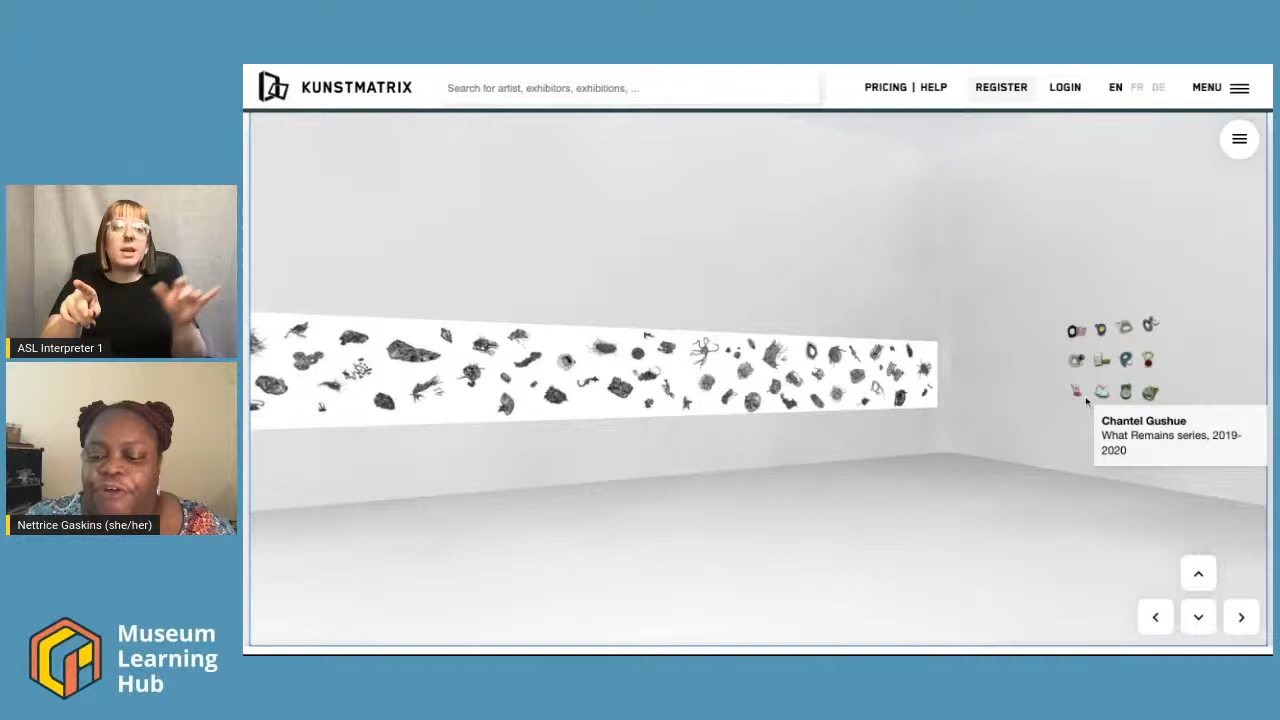 KUNSTMATRIX
Search for artist, exhibitors, exhibitions, ...
PRICING | HELP
REGISTER
LOGIN
EN FR DE
MENU
ASL Interpreter 1
Nettrice Gaskins (she/her)
Chantel Gushue
What Remains series, 2019-
2020
Museum
Learning
Hub